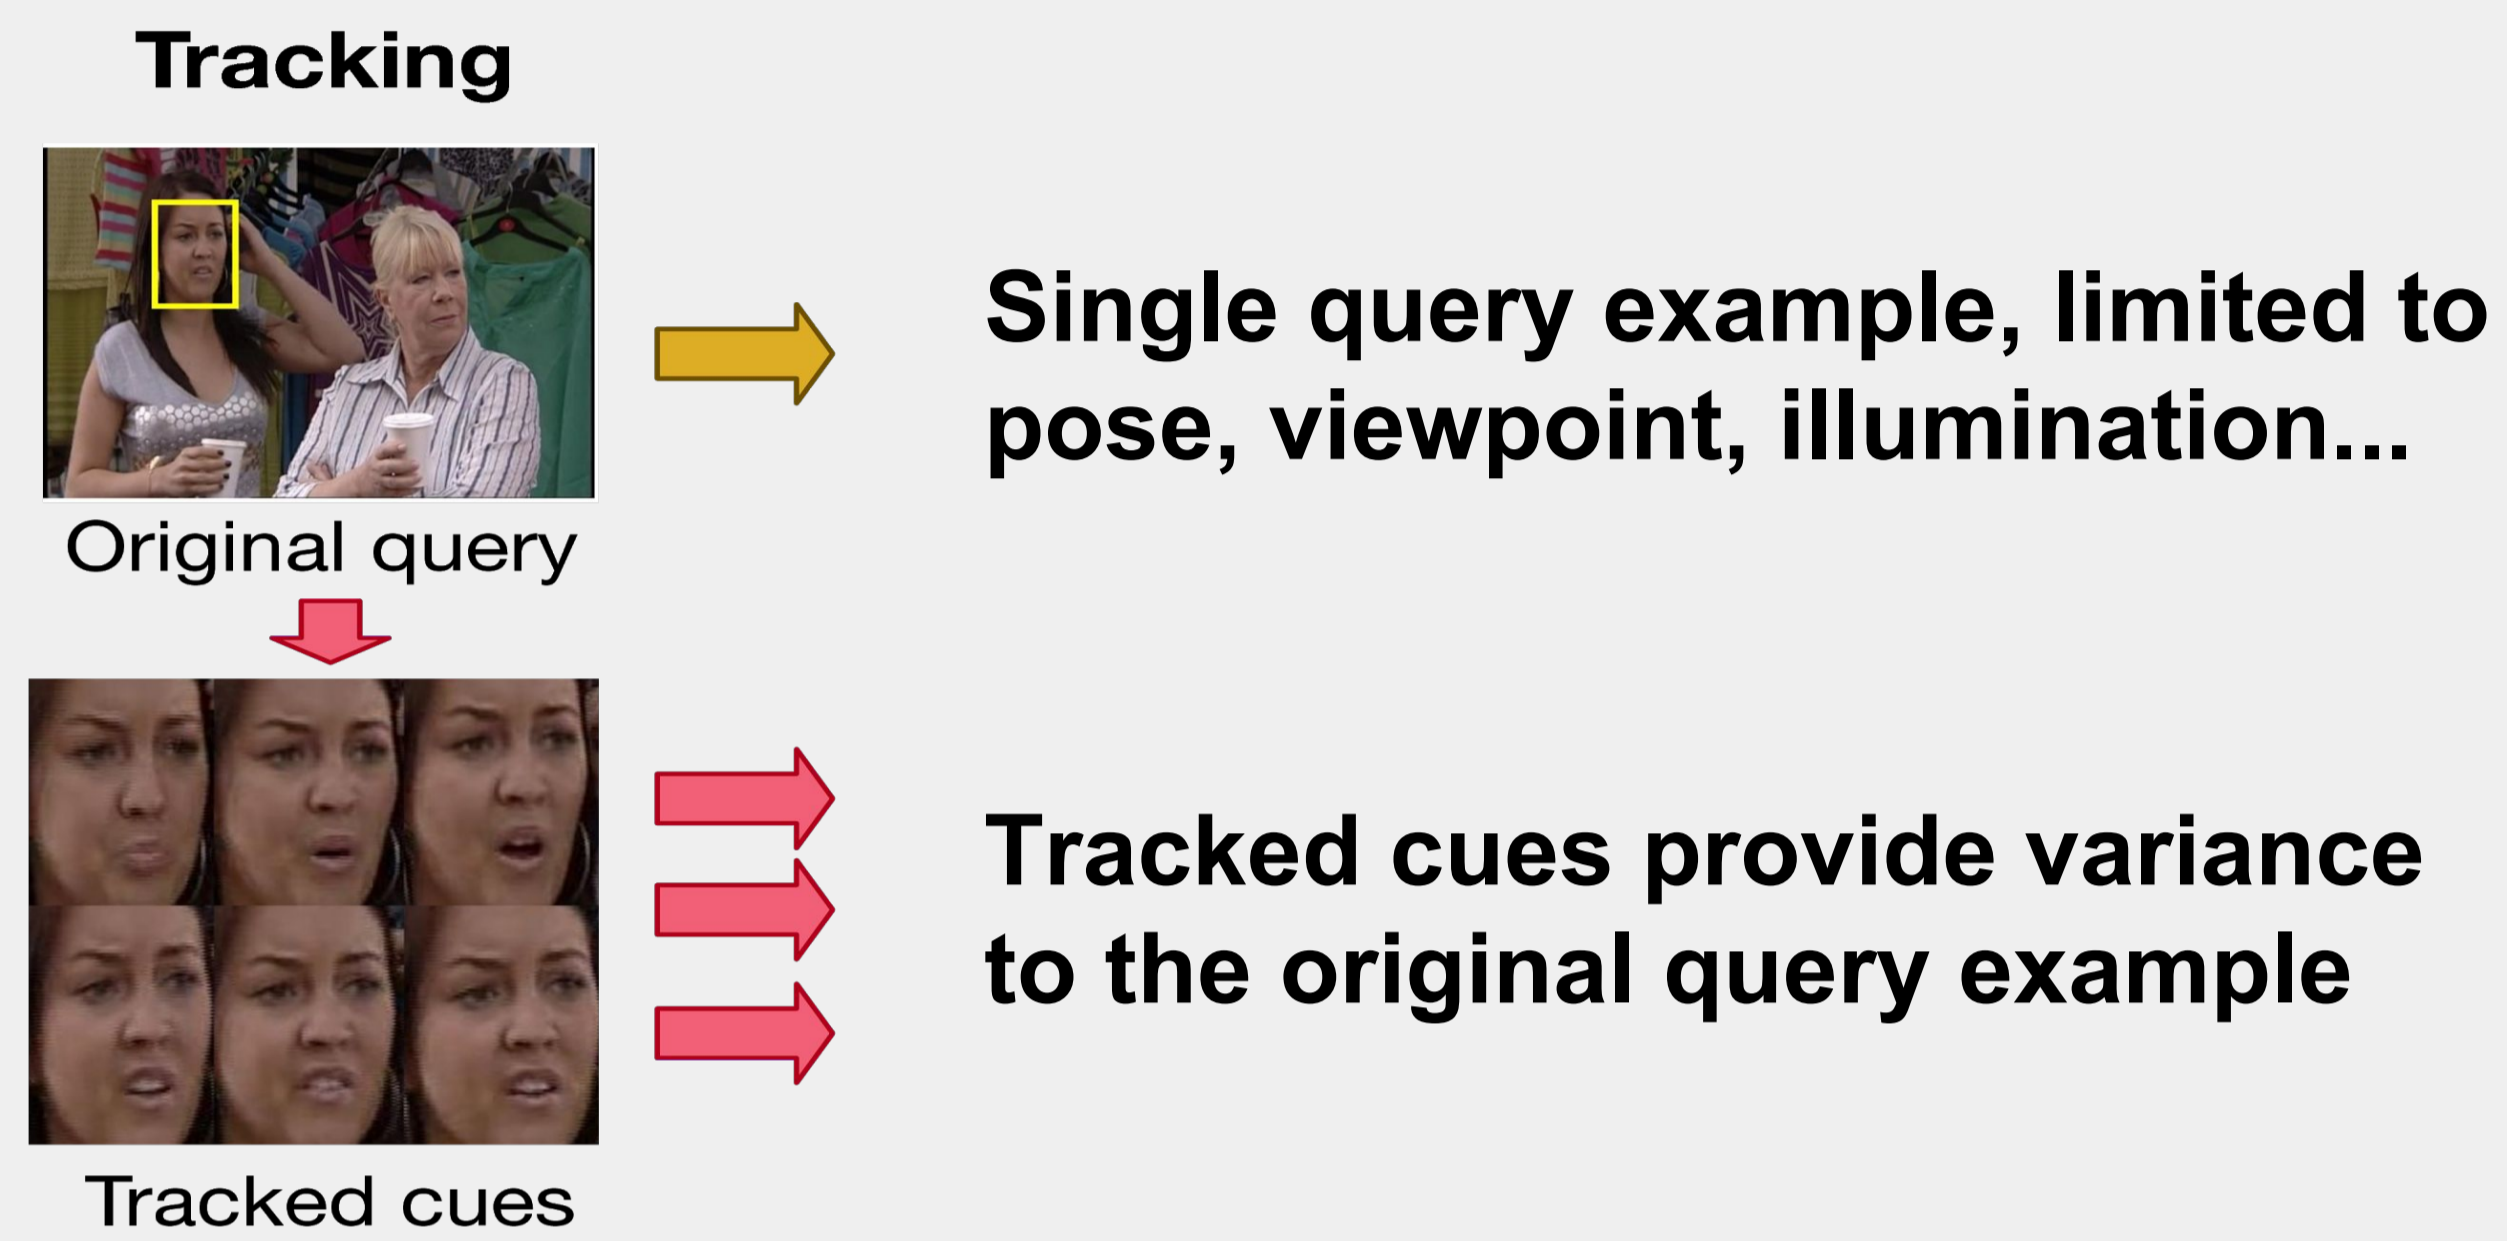 Tracking
Original query
Single query example, limited to
pose, viewpoint, illumination...
Tracked cues
Tracked cues provide variance
to the original query example